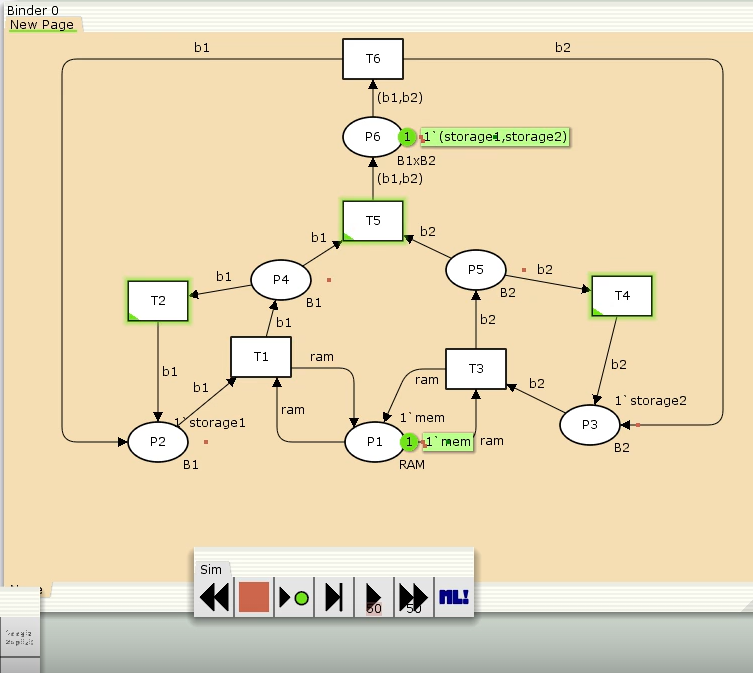 Binder 0
New Page
b1
T6
b2
(b1,b2)
P6
1
1`(storage1,storage2)
B1xB2
(b1,b2)
T5
b1
b2
b1
P4
B1
P5
b2
B2
T2
T4
b1
b2
b1
T1
ram
ram
T3
b2
b2
b1
ram
1`storage1
1`mem
1`storage2
P2
B1
P1
1
1`mem
ram
RAM
P3
B2
Sim
60
50
ML!